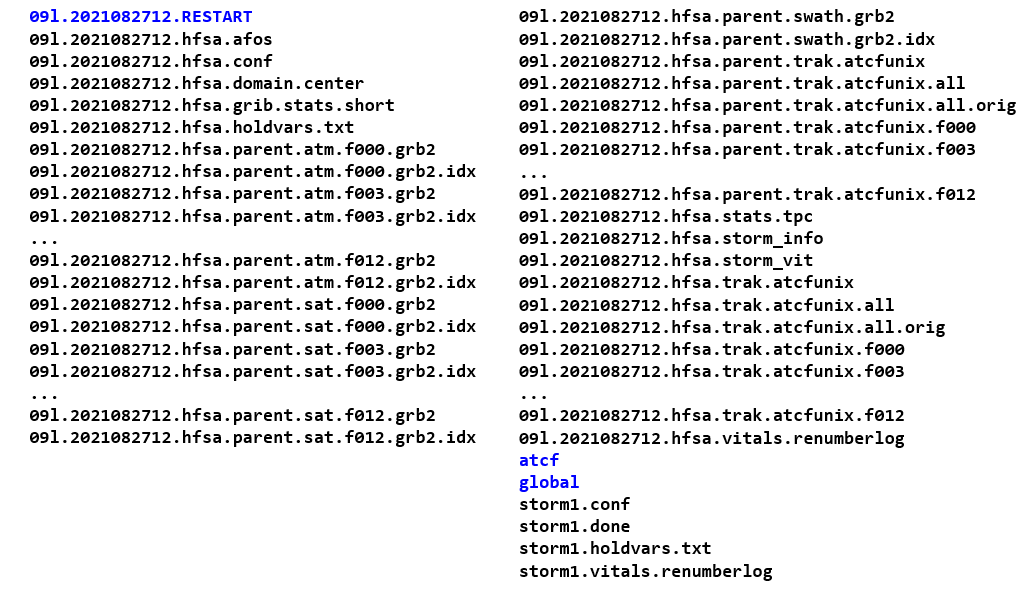 09l.2021082712.RESTART
09l.2021082712.hfsa.afos
09l.2021082712.hfsa.conf
09l.2021082712.hfsa.domain.center
09l.2021082712.hfsa.grib.stats.short
09l.2021082712.hfsa.holdvars.txt
09l.2021082712.hfsa.parent.atm.f000.grb2
09l.2021082712.hfsa.parent.atm.f000.grb2.idx
09l.2021082712.hfsa.parent.atm.f003.grb2
09l.2021082712.hfsa.parent.atm.f003.grb2.idx
...
09l.2021082712.hfsa.parent.atm.f012.grb2
09l.2021082712.hfsa.parent.atm.f012.grb2.idx
09l.2021082712.hfsa.parent.sat.f000.grb2
09l.2021082712.hfsa.parent.sat.f000.grb2.idx
09l.2021082712.hfsa.parent.sat.f003.grb2
09l.2021082712.hfsa.parent.sat.f003.grb2.idx
...
09l.2021082712.hfsa.parent.sat.f012.grb2
09l.2021082712.hfsa.parent.sat.f012.grb2.idx
09l.2021082712.hfsa.parent.swath.grb2
09l.2021082712.hfsa.parent.swath.grb2.idx
09l.2021082712.hfsa.parent.trak.atcfunix
09l.2021082712.hfsa.parent.trak.atcfunix.all
09l.2021082712.hfsa.parent.trak.atcfunix.all.orig
09l.2021082712.hfsa.parent.trak.atcfunix.f000
09l.2021082712.hfsa.parent.trak.atcfunix.f003
...
09l.2021082712.hfsa.parent.trak.atcfunix.f012
09l.2021082712.hfsa.stats.tpc
09l.2021082712.hfsa.storm_info
09l.2021082712.hfsa.storm_vit
09l.2021082712.hfsa.trak.atcfunix
09l.2021082712.hfsa.trak.atcfunix.all
09l.2021082712.hfsa.trak.atcfunix.all.orig
09l.2021082712.hfsa.trak.atcfunix.f000
09l.2021082712.hfsa.trak.atcfunix.f003
...
09l.2021082712.hfsa.trak.atcfunix.f012
09l.2021082712.hfsa.vitals.renumberlog
atcf
global
storm1.conf
storm1.done
storm1.holdvars.txt
storm1.vitals.renumberlog